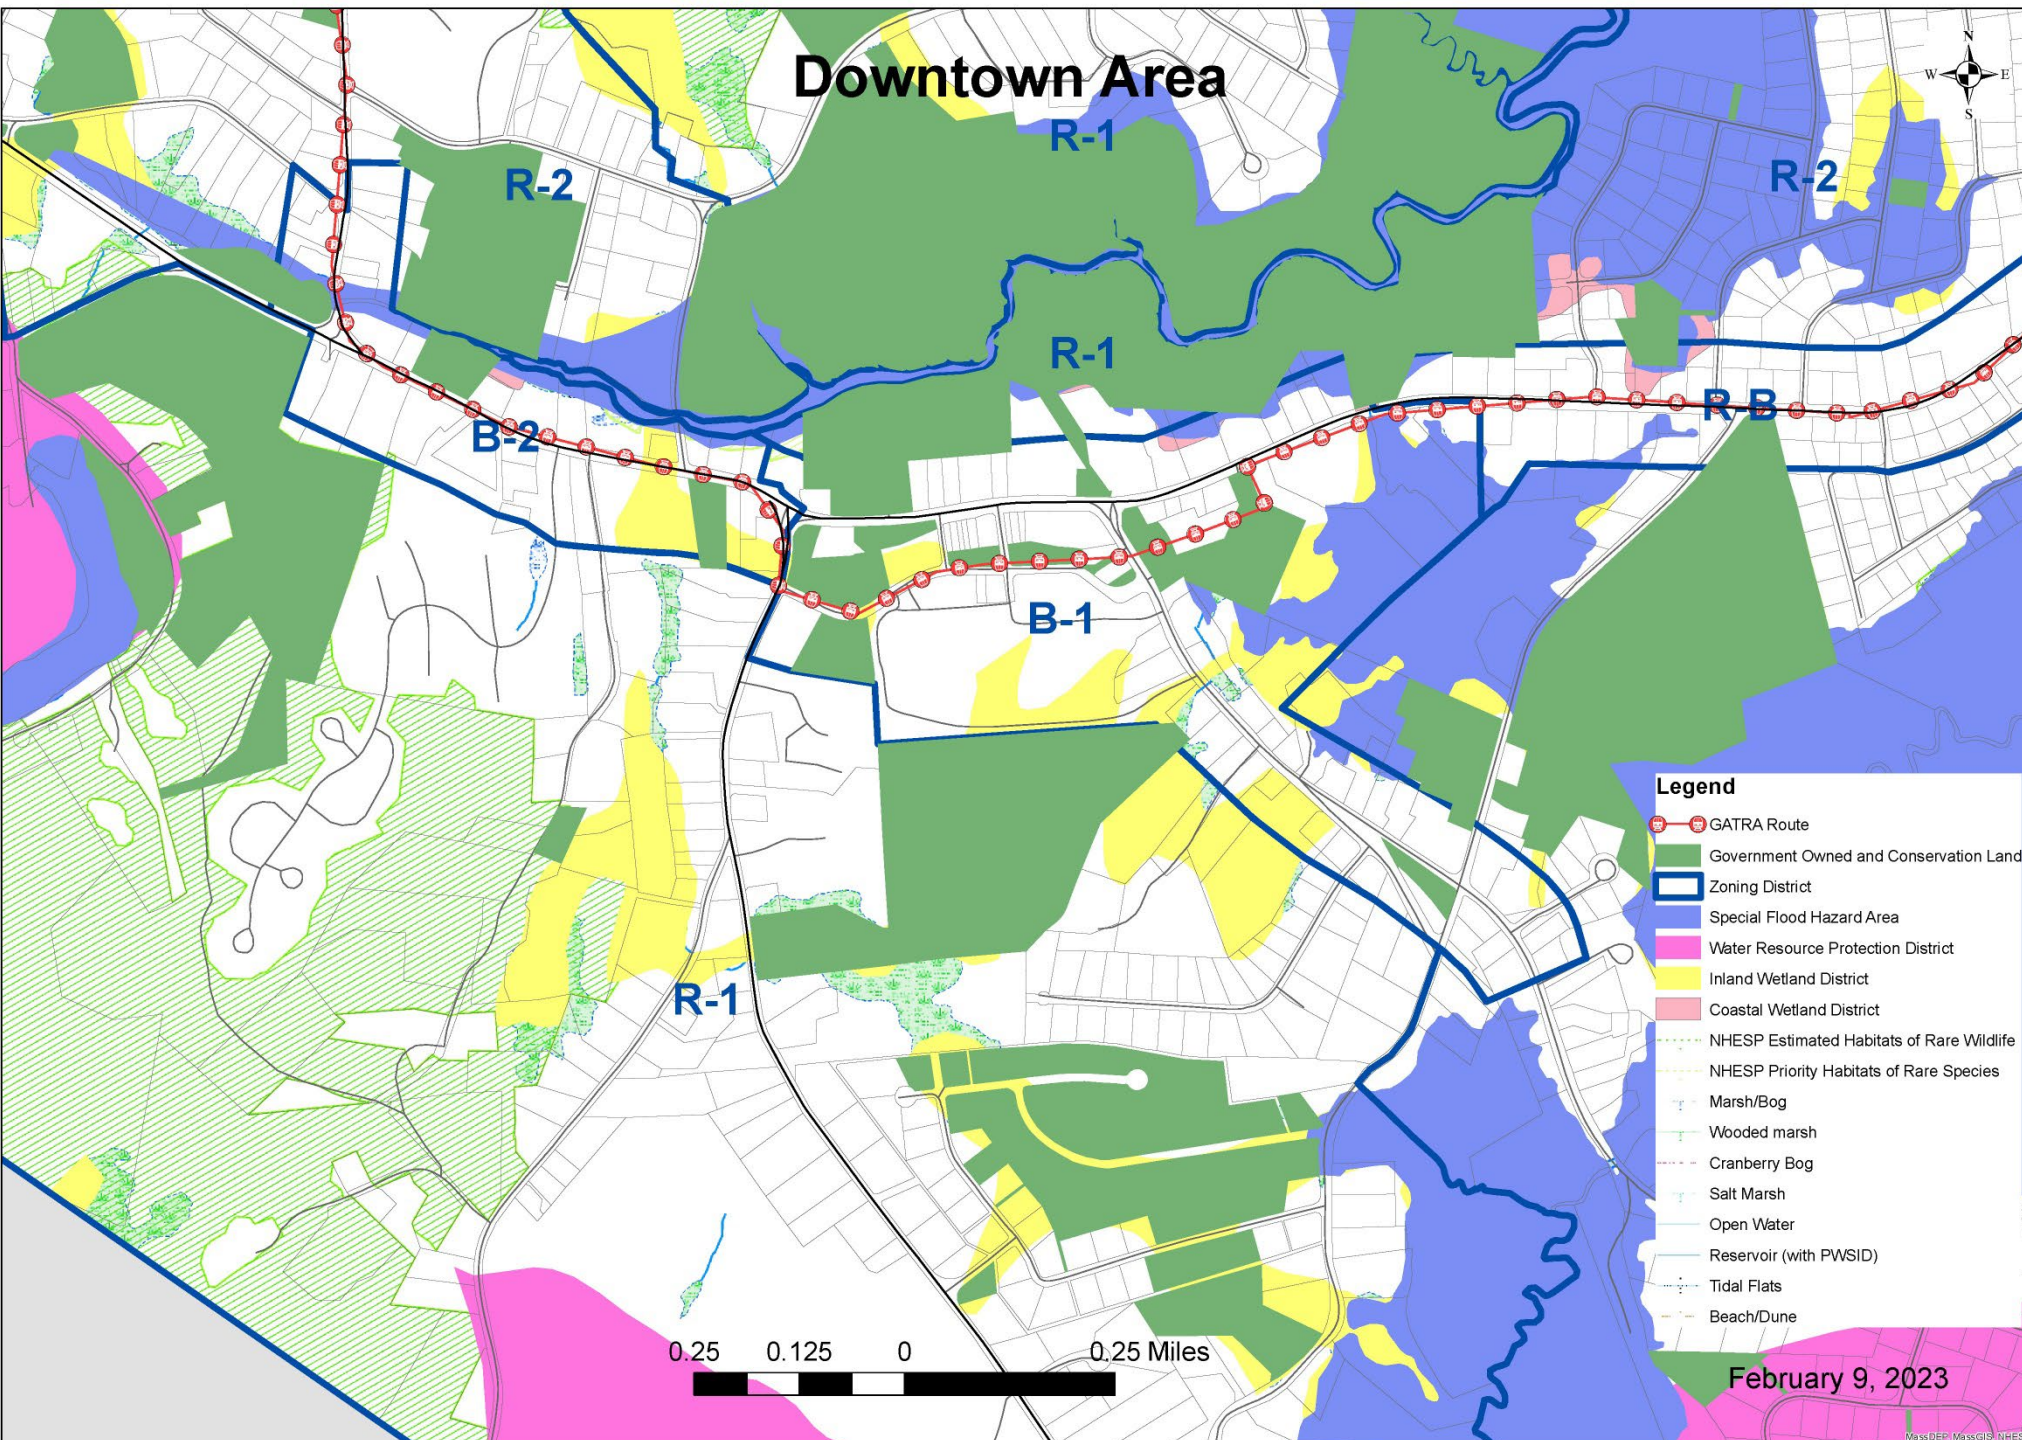 Downtown Area
N
W E
S
R-1
R-2
R-2
R-1
R-B
B-2
B-1
R-1
Legend
GATRA Route
Government Owned and Conservation Land
Zoning District
Special Flood Hazard Area
Water Resource Protection District
Inland Wetland District
Coastal Wetland District
NHESP Estimated Habitats of Rare Wildlife
NHESP Priority Habitats of Rare Species
Marsh/Bog
Wooded marsh
Cranberry Bog
Salt Marsh
Open Water
Reservoir (with PWSID)
Tidal Flats
Beach/Dune
0.25 0.125 0 0.25 Miles
February 9, 2023
MassDEP, MassGIS, NHES